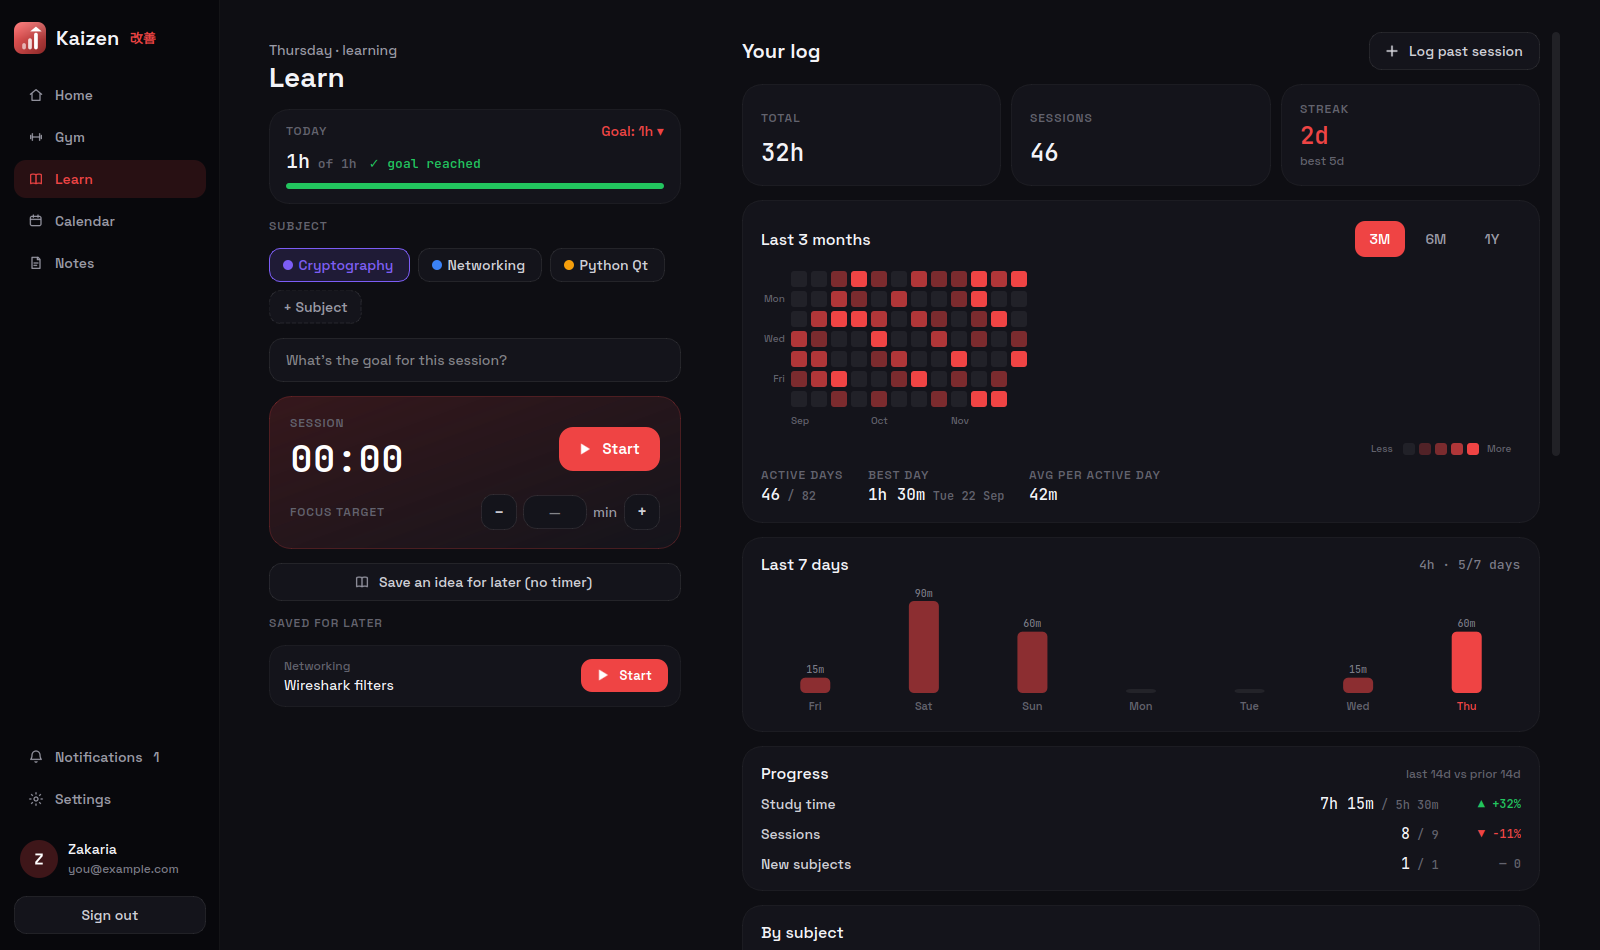 Kaizen 改善
Home
Gym
Learn
Calendar
Notes
Notifications 1
Settings
Z
Zakaria
you@example.com
Sign out
Thursday · learning
Learn
TODAY
Goal: 1h ▾
1h of 1h ✓ goal reached
SUBJECT
Cryptography
Networking
Python Qt
+ Subject
What's the goal for this session?
SESSION
00:00
Start
FOCUS TARGET
− — min +
Save an idea for later (no timer)
SAVED FOR LATER
Networking
Wireshark filters
Start
Your log
+ Log past session
TOTAL
32h
SESSIONS
46
STREAK
2d
best 5d
Last 3 months
3M 6M 1Y
Mon
Wed
Fri
Sep Oct Nov
Less More
ACTIVE DAYS
46 / 82
BEST DAY
1h 30m Tue 22 Sep
AVG PER ACTIVE DAY
42m
Last 7 days
4h · 5/7 days
15m 90m 60m 15m 60m
Fri Sat Sun Mon Tue Wed Thu
Progress
last 14d vs prior 14d
Study time 7h 15m / 5h 30m ▲ +32%
Sessions 8 / 9 ▼ -11%
New subjects 1 / 1 — 0
By subject